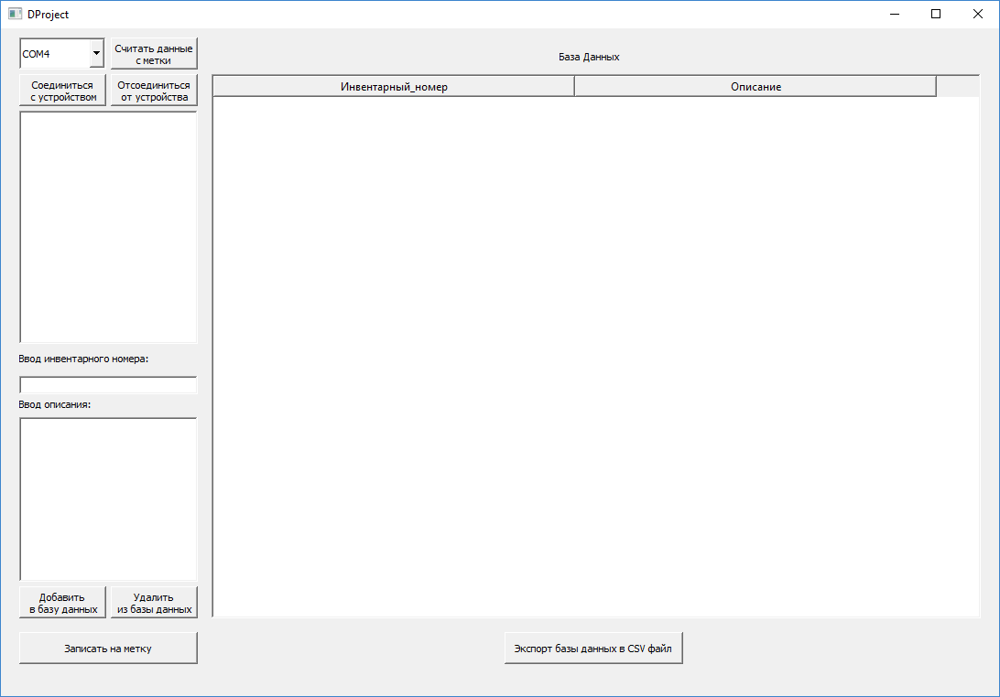 DProject
COM4
Считать данные
с метки
Соединиться
с устройством
Отсоединиться
от устройства
Ввод инвентарного номера:
Ввод описания:
Добавить
в базу данных
Удалить
из базы данных
Записать на метку
База Данных
Инвентарный_номер
Описание
Экспорт базы данных в CSV файл